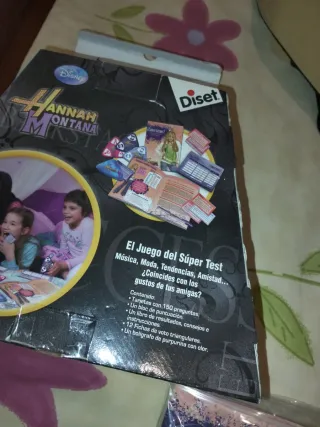 Disney
HANNAH
MONTANA
Diset
El Juego del Súper Test
Música, Moda, Tendencias, Amistad...
¿Coincides con los
gustos de tus amigas?
Contenido:
• Tarjetas con 160 preguntas
• Un bloc de puntuación,
• Un libro de resultados, consejos e
instrucciones
• 12 Fichas de voto triangulares
• Un bolígrafo de purpurina con olor.